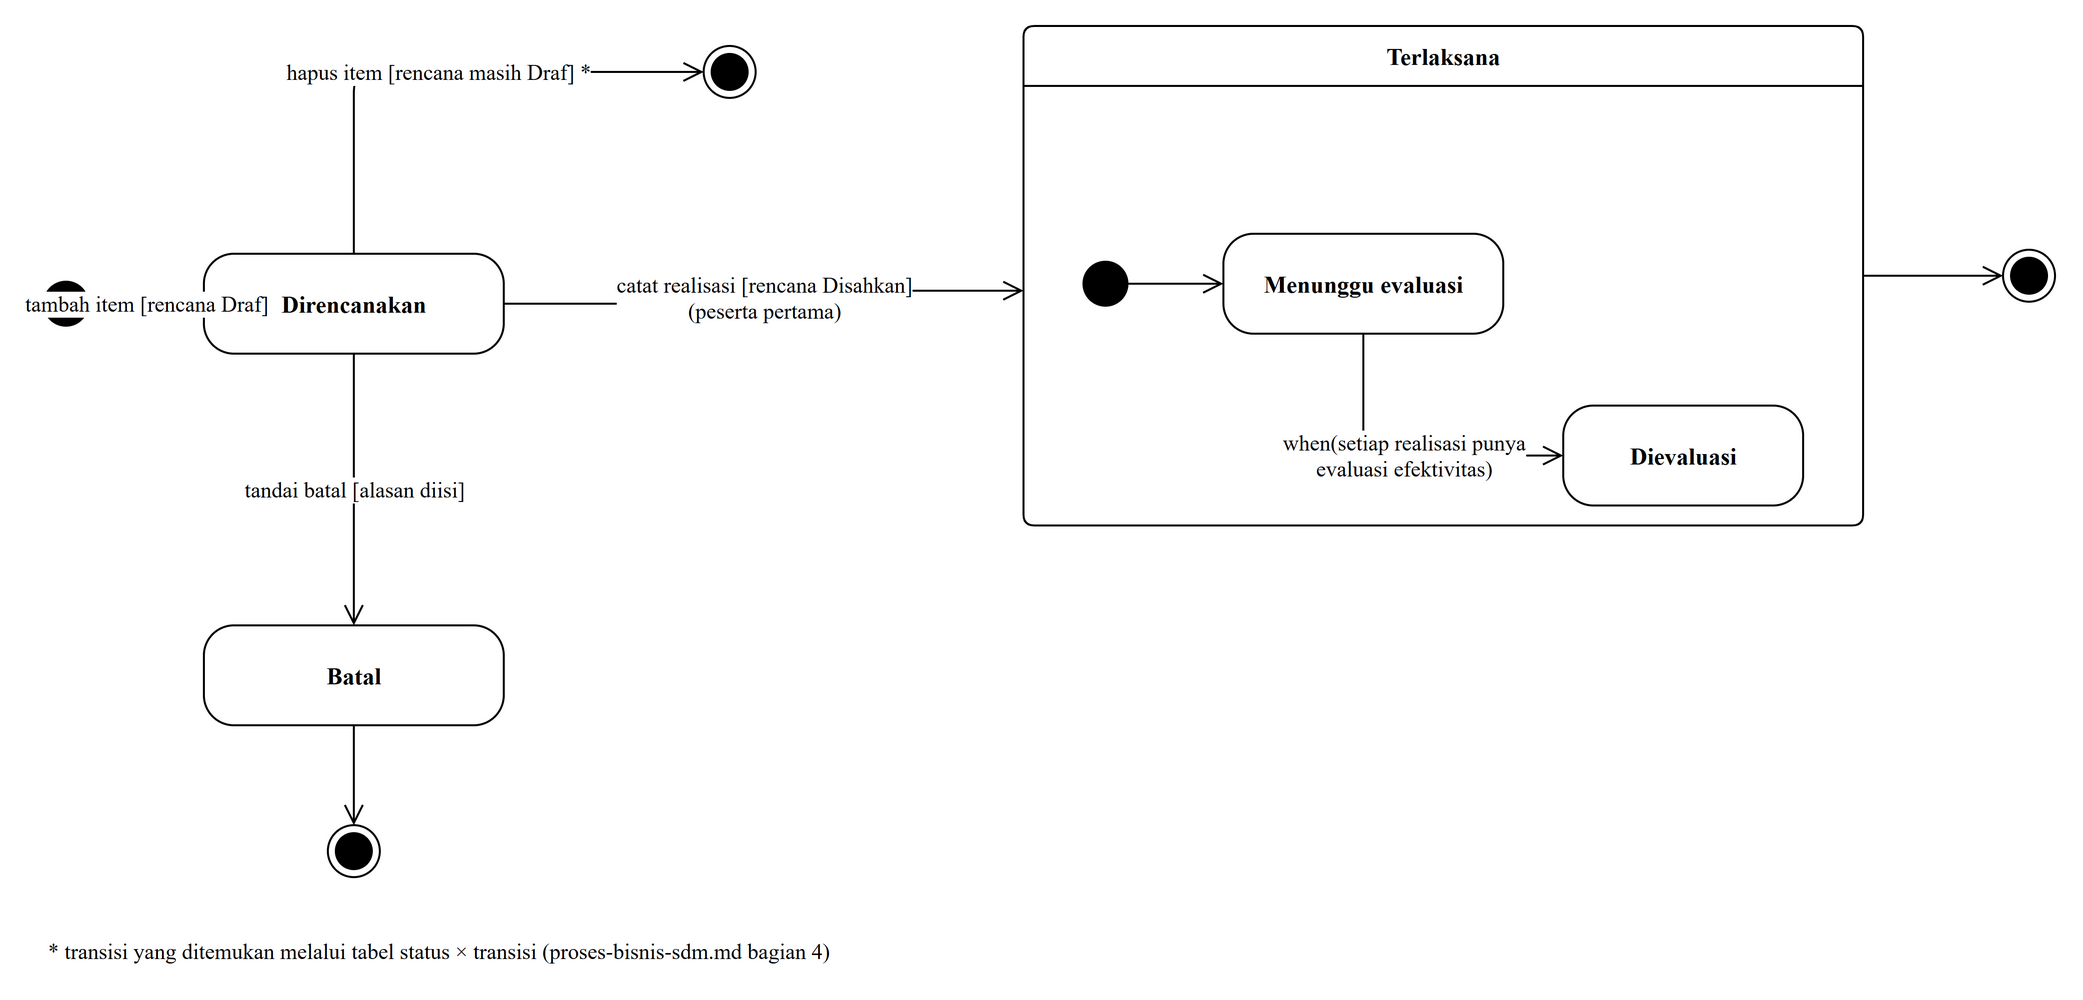 Terlaksana
hapus item [rencana masih Draf] *
tambah item [rencana Draf]
Direncanakan
catat realisasi [rencana Disahkan]
(peserta pertama)
Menunggu evaluasi
when(setiap realisasi punya
evaluasi efektivitas)
Dievaluasi
tandai batal [alasan diisi]
Batal
* transisi yang ditemukan melalui tabel status × transisi (proses-bisnis-sdm.md bagian 4)